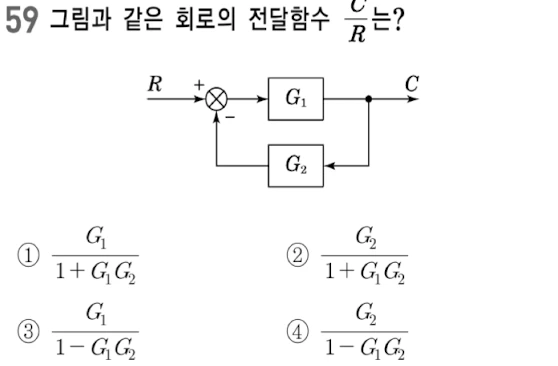 59 그림과 같은 회로의 전달함수 C/R는?
R + G₁ C
−
G₂
① G₁/(1+G₁G₂) ② G₂/(1+G₁G₂)
③ G₁/(1−G₁G₂) ④ G₂/(1−G₁G₂)